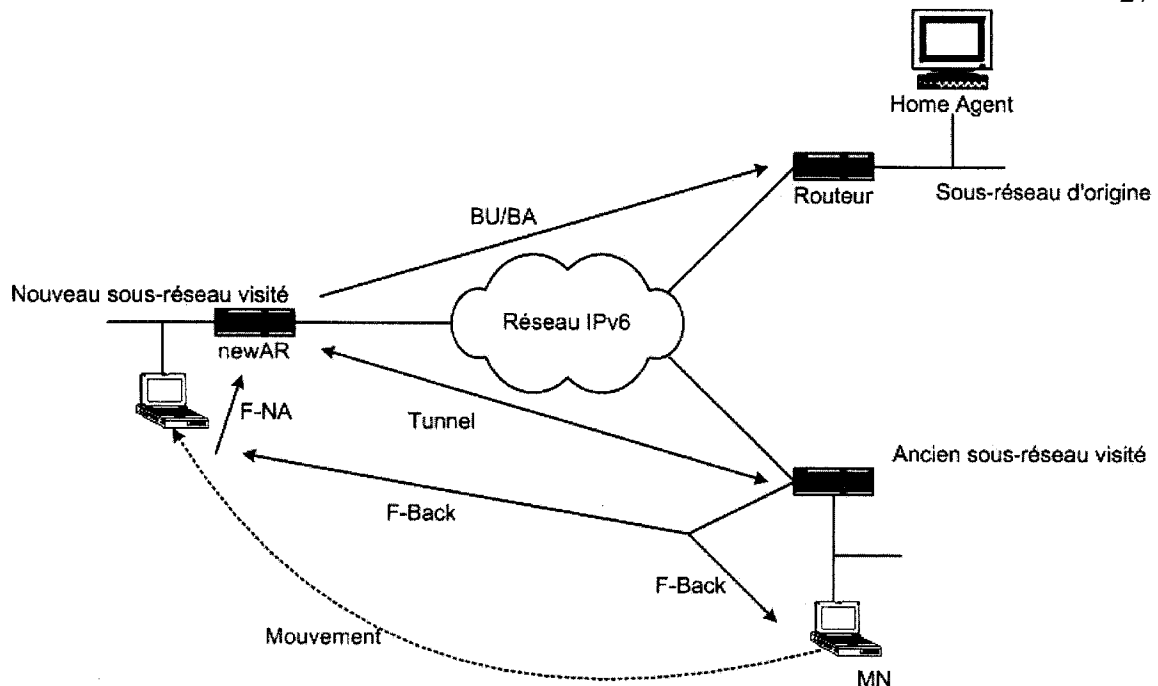 Home Agent
Routeur
Sous-réseau d'origine
BU/BA
Nouveau sous-réseau visité
Réseau IPv6
newAR
F-NA
Tunnel
Ancien sous-réseau visité
F-Back
F-Back
Mouvement
MN